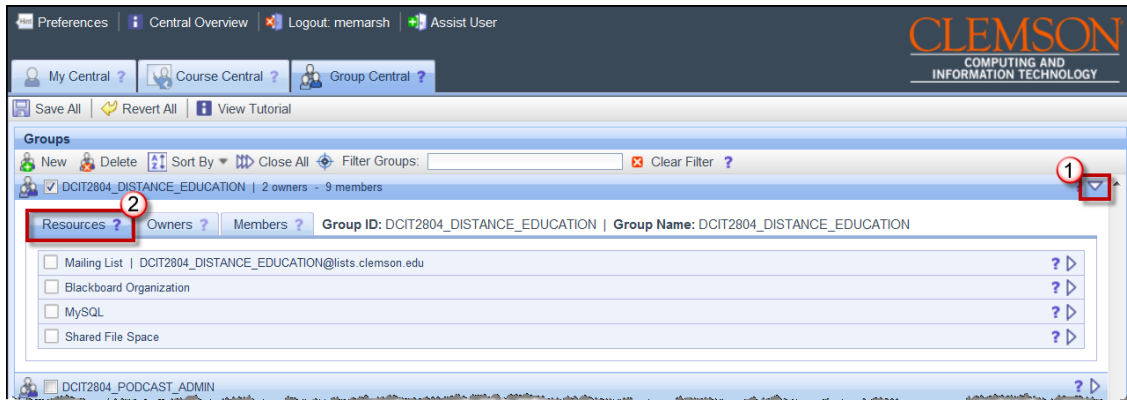 Preferences | Central Overview | Logout: memarsh | Assist User
CLEMSON
COMPUTING AND
INFORMATION TECHNOLOGY
My Central ? Course Central ? Group Central ?
Save All | Revert All | View Tutorial
Groups
New Delete Sort By Close All Filter Groups: Clear Filter ?
1
DCIT2804_DISTANCE_EDUCATION | 2 owners - 9 members
2
Resources ? Owners ? Members ? Group ID: DCIT2804_DISTANCE_EDUCATION | Group Name: DCIT2804_DISTANCE_EDUCATION
Mailing List | DCIT2804_DISTANCE_EDUCATION@lists.clemson.edu ?
Blackboard Organization ?
MySQL ?
Shared File Space ?
DCIT2804_PODCAST_ADMIN ?